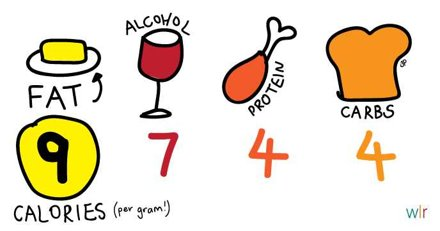 ALCOHOL
FAT
PROTEIN
CARBS
9
7
4
4
CALORIES (per gram!)
wlr